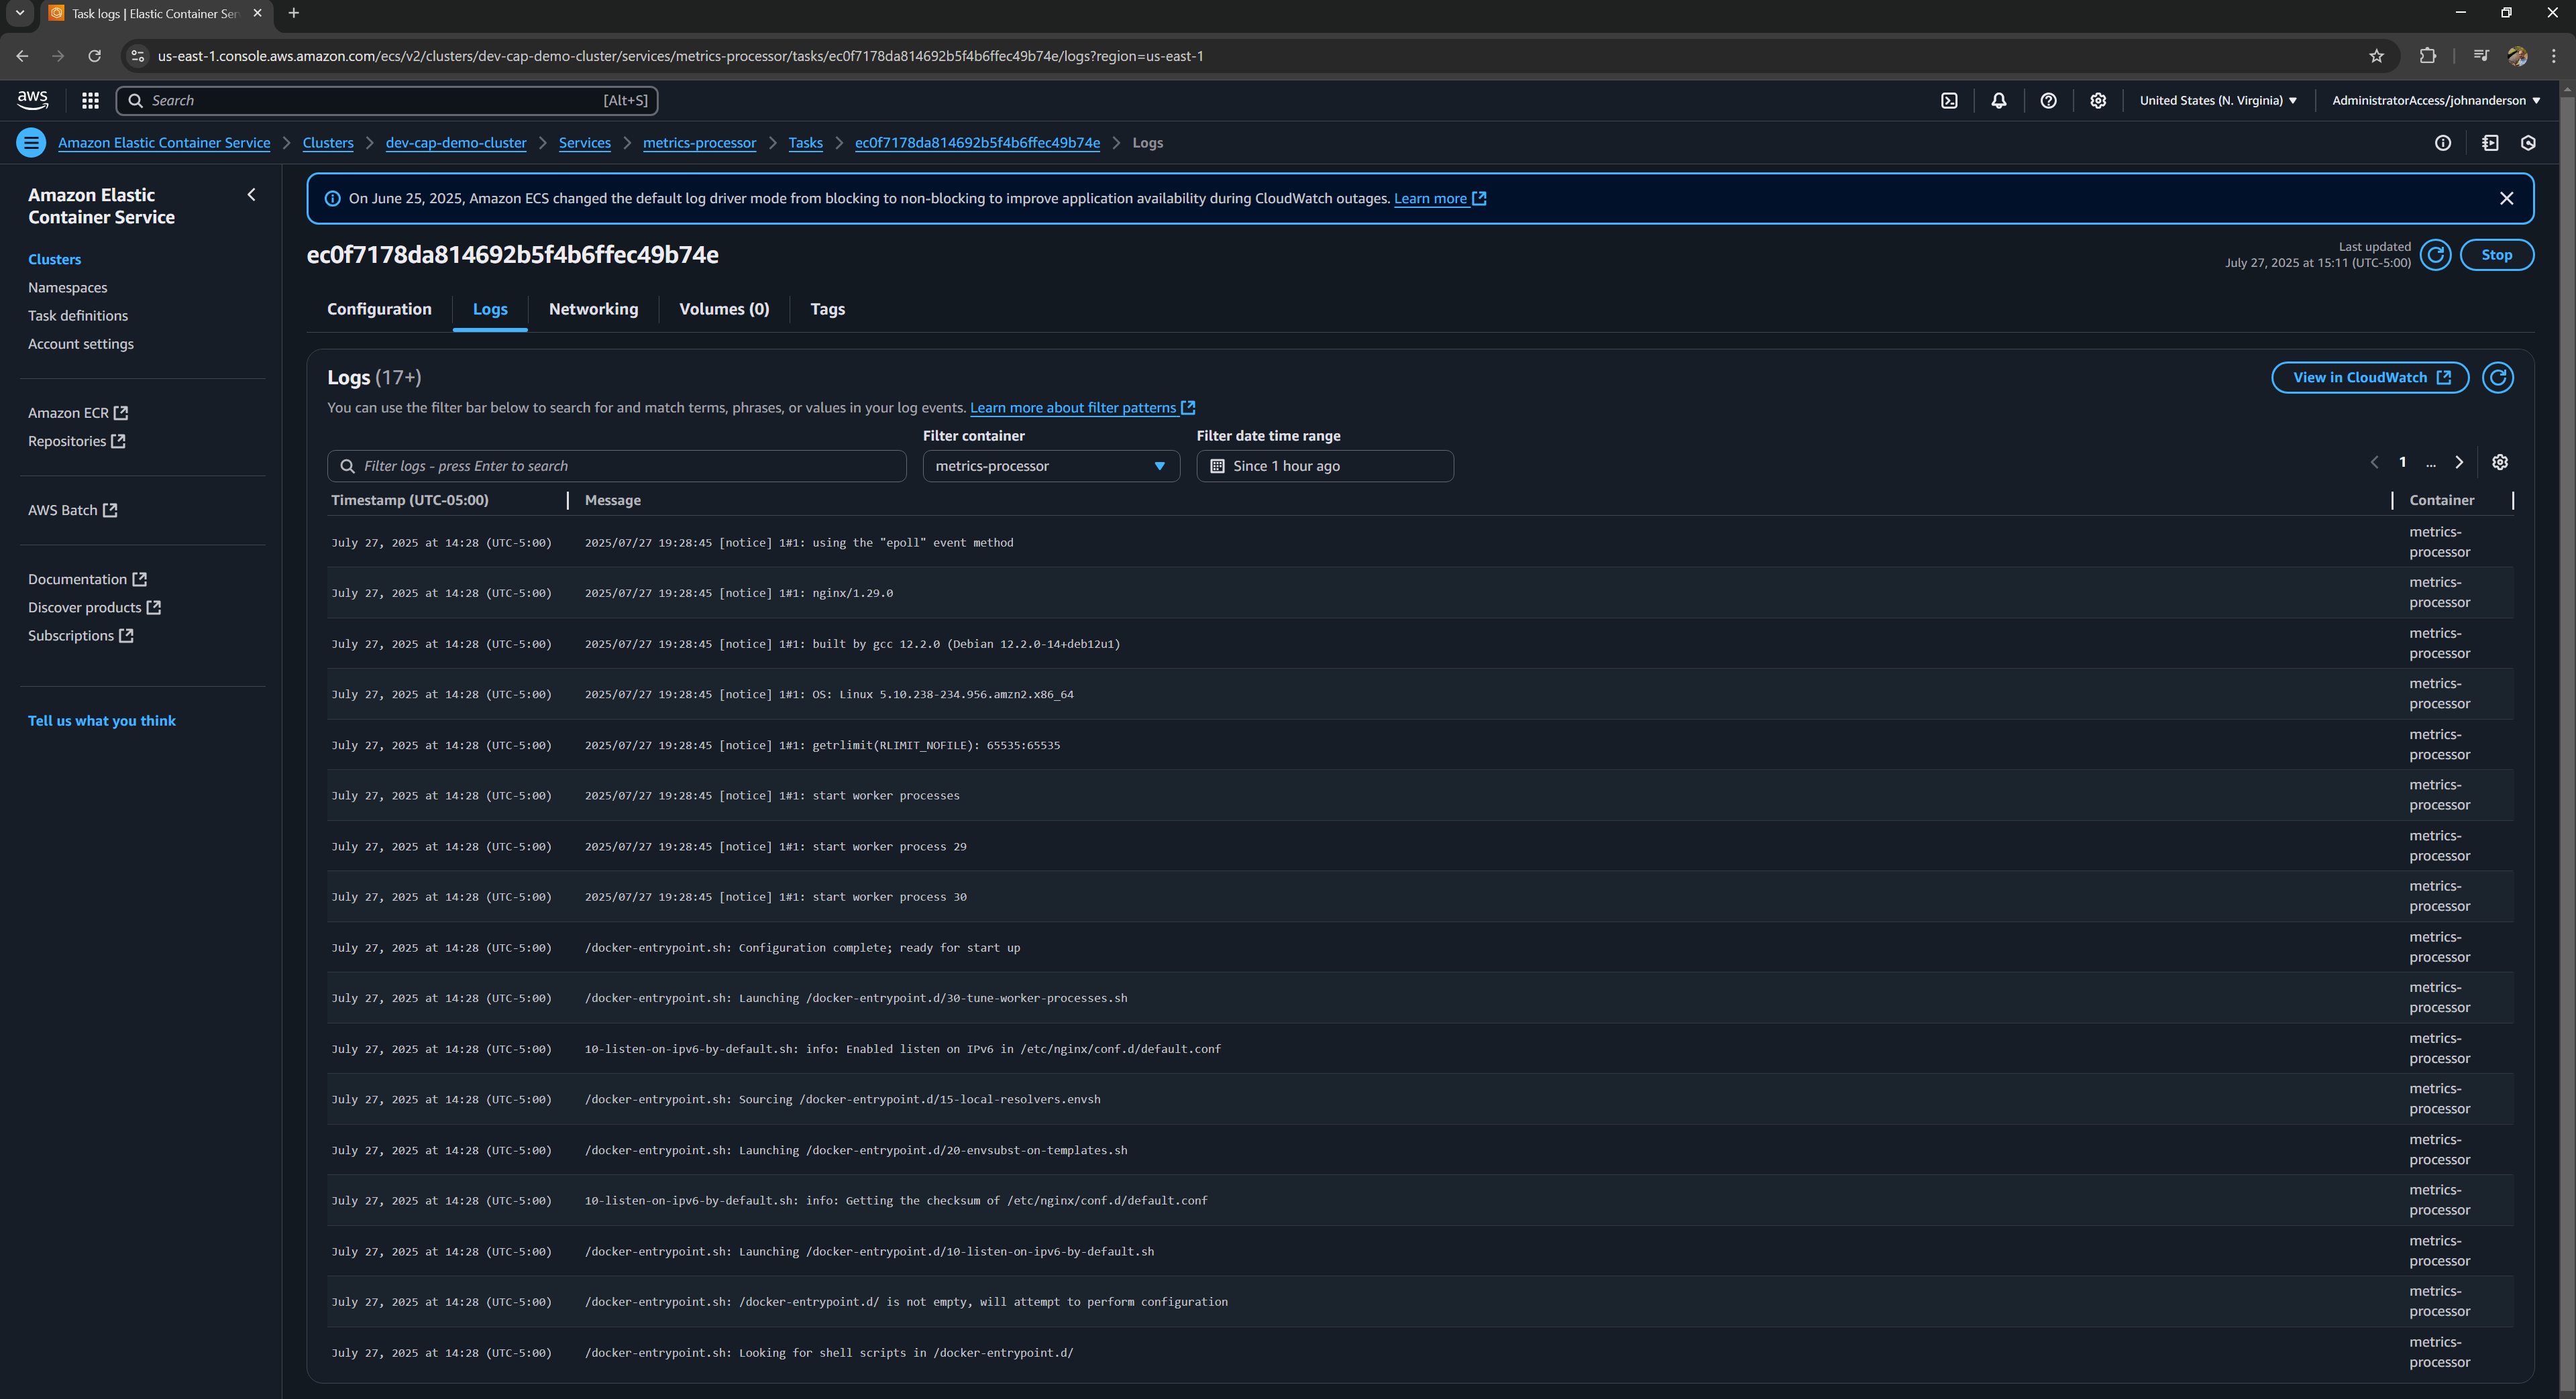 Task logs | Elastic Container Ser
us-east-1.console.aws.amazon.com/ecs/v2/clusters/dev-cap-demo-cluster/services/metrics-processor/tasks/ec0f7178da814692b5f4b6ffec49b74e/logs?region=us-east-1
aws
Search
[Alt+S]
United States (N. Virginia)
AdministratorAccess/johnanderson
Amazon Elastic Container Service
Clusters
dev-cap-demo-cluster
Services
metrics-processor
Tasks
ec0f7178da814692b5f4b6ffec49b74e
Logs
Amazon Elastic
Container Service
Clusters
Namespaces
Task definitions
Account settings
Amazon ECR
Repositories
AWS Batch
Documentation
Discover products
Subscriptions
Tell us what you think
On June 25, 2025, Amazon ECS changed the default log driver mode from blocking to non-blocking to improve application availability during CloudWatch outages. Learn more
ec0f7178da814692b5f4b6ffec49b74e
Last updated
July 27, 2025 at 15:11 (UTC-5:00)
Stop
Configuration
Logs
Networking
Volumes (0)
Tags
Logs (17+)
View in CloudWatch
You can use the filter bar below to search for and match terms, phrases, or values in your log events. Learn more about filter patterns
Filter container
Filter date time range
Filter logs - press Enter to search
metrics-processor
Since 1 hour ago
1
...
Timestamp (UTC-05:00)
Message
Container
July 27, 2025 at 14:28 (UTC-5:00) 2025/07/27 19:28:45 [notice] 1#1: using the "epoll" event method
metrics-
processor
July 27, 2025 at 14:28 (UTC-5:00) 2025/07/27 19:28:45 [notice] 1#1: nginx/1.29.0
metrics-
processor
July 27, 2025 at 14:28 (UTC-5:00) 2025/07/27 19:28:45 [notice] 1#1: built by gcc 12.2.0 (Debian 12.2.0-14+deb12u1)
metrics-
processor
July 27, 2025 at 14:28 (UTC-5:00) 2025/07/27 19:28:45 [notice] 1#1: OS: Linux 5.10.238-234.956.amzn2.x86_64
metrics-
processor
July 27, 2025 at 14:28 (UTC-5:00) 2025/07/27 19:28:45 [notice] 1#1: getrlimit(RLIMIT_NOFILE): 65535:65535
metrics-
processor
July 27, 2025 at 14:28 (UTC-5:00) 2025/07/27 19:28:45 [notice] 1#1: start worker processes
metrics-
processor
July 27, 2025 at 14:28 (UTC-5:00) 2025/07/27 19:28:45 [notice] 1#1: start worker process 29
metrics-
processor
July 27, 2025 at 14:28 (UTC-5:00) 2025/07/27 19:28:45 [notice] 1#1: start worker process 30
metrics-
processor
July 27, 2025 at 14:28 (UTC-5:00) /docker-entrypoint.sh: Configuration complete; ready for start up
metrics-
processor
July 27, 2025 at 14:28 (UTC-5:00) /docker-entrypoint.sh: Launching /docker-entrypoint.d/30-tune-worker-processes.sh
metrics-
processor
July 27, 2025 at 14:28 (UTC-5:00) 10-listen-on-ipv6-by-default.sh: info: Enabled listen on IPv6 in /etc/nginx/conf.d/default.conf
metrics-
processor
July 27, 2025 at 14:28 (UTC-5:00) /docker-entrypoint.sh: Sourcing /docker-entrypoint.d/15-local-resolvers.envsh
metrics-
processor
July 27, 2025 at 14:28 (UTC-5:00) /docker-entrypoint.sh: Launching /docker-entrypoint.d/20-envsubst-on-templates.sh
metrics-
processor
July 27, 2025 at 14:28 (UTC-5:00) 10-listen-on-ipv6-by-default.sh: info: Getting the checksum of /etc/nginx/conf.d/default.conf
metrics-
processor
July 27, 2025 at 14:28 (UTC-5:00) /docker-entrypoint.sh: Launching /docker-entrypoint.d/10-listen-on-ipv6-by-default.sh
metrics-
processor
July 27, 2025 at 14:28 (UTC-5:00) /docker-entrypoint.sh: /docker-entrypoint.d/ is not empty, will attempt to perform configuration
metrics-
processor
July 27, 2025 at 14:28 (UTC-5:00) /docker-entrypoint.sh: Looking for shell scripts in /docker-entrypoint.d/
metrics-
processor